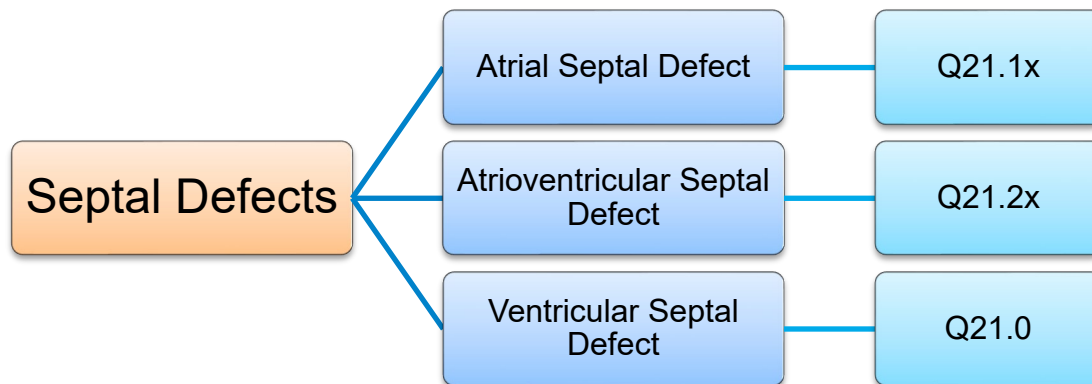 Septal Defects
Atrial Septal Defect
Q21.1x
Atrioventricular Septal
Defect
Q21.2x
Ventricular Septal
Defect
Q21.0